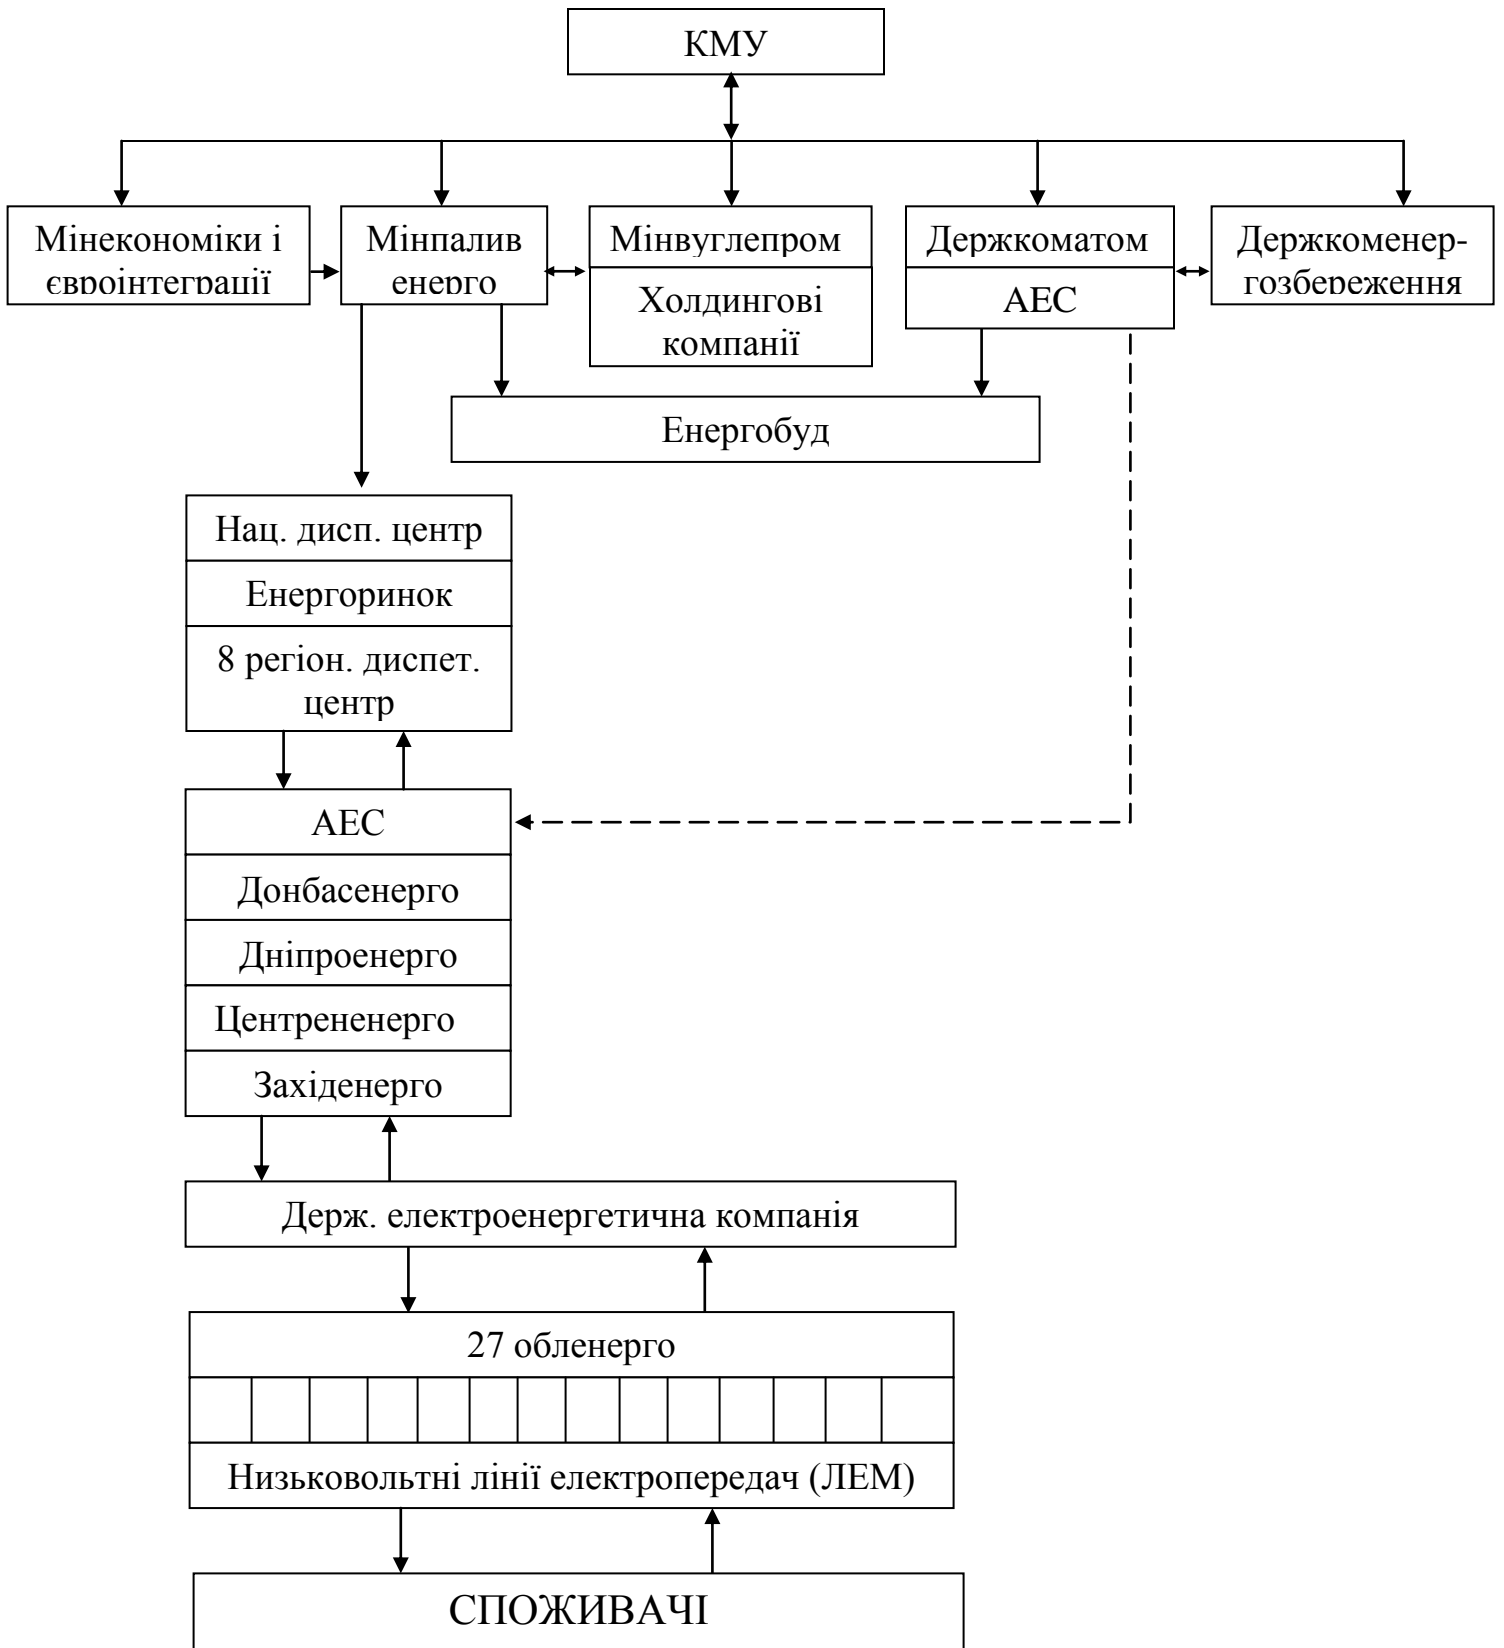 КМУ
Мінекономіки і
євроінтеграції
Мінпалив
енерго
Мінвуглепром
Холдингові
компанії
Держкоматом
АЕС
Держкоменер-
гозбереження
Енергобуд
Нац. дисп. центр
Енергоринок
8 регіон. диспет.
центр
АЕС
Донбасенерго
Дніпроенерго
Центрененерго
Західенерго
Держ. електроенергетична компанія
27 обленерго
Низьковольтні лінії електропередач (ЛЕМ)
СПОЖИВАЧІ